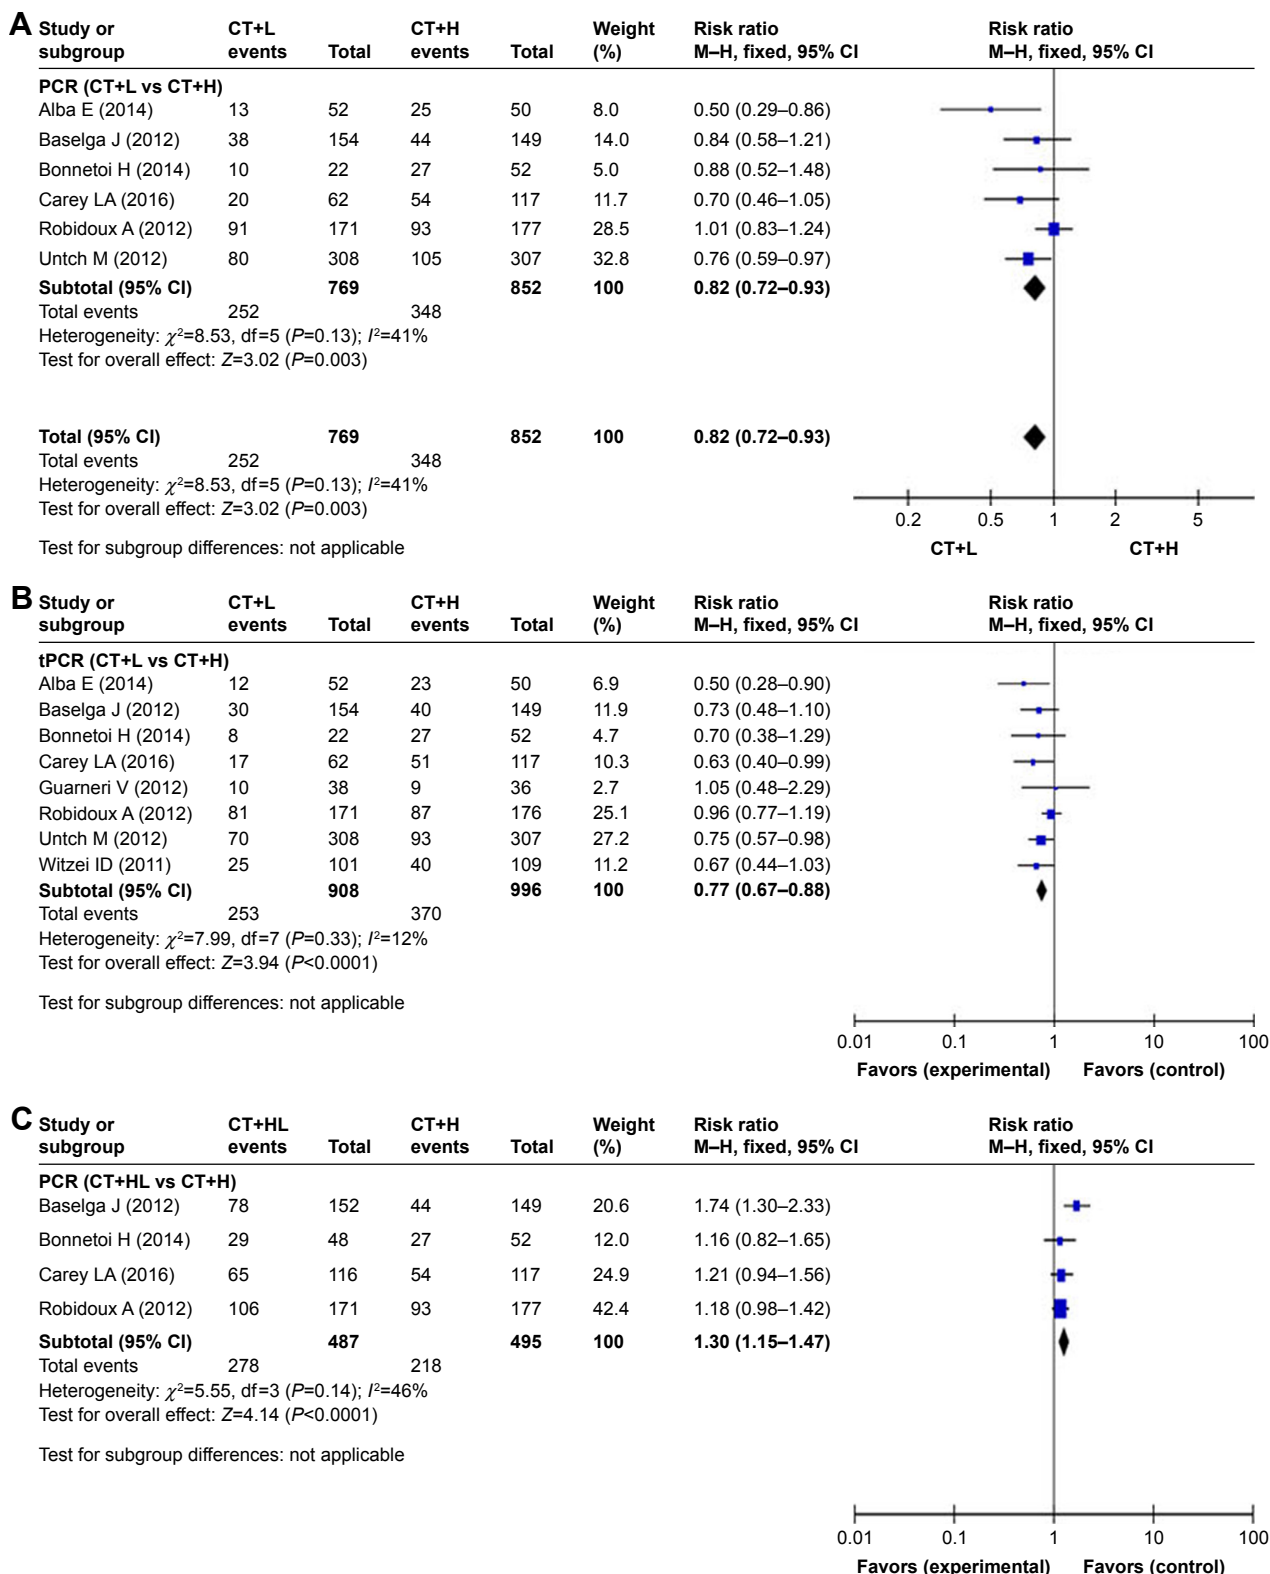 A Study or subgroup CT+L events Total CT+H events Total Weight (%) Risk ratio M–H, fixed, 95% CI Risk ratio M–H, fixed, 95% CI
PCR (CT+L vs CT+H)
Alba E (2014) 13 52 25 50 8.0 0.50 (0.29–0.86)
Baselga J (2012) 38 154 44 149 14.0 0.84 (0.58–1.21)
Bonnetoi H (2014) 10 22 27 52 5.0 0.88 (0.52–1.48)
Carey LA (2016) 20 62 54 117 11.7 0.70 (0.46–1.05)
Robidoux A (2012) 91 171 93 177 28.5 1.01 (0.83–1.24)
Untch M (2012) 80 308 105 307 32.8 0.76 (0.59–0.97)
Subtotal (95% CI) 769 852 100 0.82 (0.72–0.93)
Total events 252 348
Heterogeneity: χ²=8.53, df=5 (P=0.13); I²=41%
Test for overall effect: Z=3.02 (P=0.003)
Total (95% CI) 769 852 100 0.82 (0.72–0.93)
Total events 252 348
Heterogeneity: χ²=8.53, df=5 (P=0.13); I²=41%
Test for overall effect: Z=3.02 (P=0.003)
0.2 0.5 1 2 5
Test for subgroup differences: not applicable CT+L CT+H
B Study or subgroup CT+L events Total CT+H events Total Weight (%) Risk ratio M–H, fixed, 95% CI Risk ratio M–H, fixed, 95% CI
tPCR (CT+L vs CT+H)
Alba E (2014) 12 52 23 50 6.9 0.50 (0.28–0.90)
Baselga J (2012) 30 154 40 149 11.9 0.73 (0.48–1.10)
Bonnetoi H (2014) 8 22 27 52 4.7 0.70 (0.38–1.29)
Carey LA (2016) 17 62 51 117 10.3 0.63 (0.40–0.99)
Guarneri V (2012) 10 38 9 36 2.7 1.05 (0.48–2.29)
Robidoux A (2012) 81 171 87 176 25.1 0.96 (0.77–1.19)
Untch M (2012) 70 308 93 307 27.2 0.75 (0.57–0.98)
Witzei ID (2011) 25 101 40 109 11.2 0.67 (0.44–1.03)
Subtotal (95% CI) 908 996 100 0.77 (0.67–0.88)
Total events 253 370
Heterogeneity: χ²=7.99, df=7 (P=0.33); I²=12%
Test for overall effect: Z=3.94 (P<0.0001)
Test for subgroup differences: not applicable
0.01 0.1 1 10 100
Favors (experimental) Favors (control)
C Study or subgroup CT+HL events Total CT+H events Total Weight (%) Risk ratio M–H, fixed, 95% CI Risk ratio M–H, fixed, 95% CI
PCR (CT+HL vs CT+H)
Baselga J (2012) 78 152 44 149 20.6 1.74 (1.30–2.33)
Bonnetoi H (2014) 29 48 27 52 12.0 1.16 (0.82–1.65)
Carey LA (2016) 65 116 54 117 24.9 1.21 (0.94–1.56)
Robidoux A (2012) 106 171 93 177 42.4 1.18 (0.98–1.42)
Subtotal (95% CI) 487 495 100 1.30 (1.15–1.47)
Total events 278 218
Heterogeneity: χ²=5.55, df=3 (P=0.14); I²=46%
Test for overall effect: Z=4.14 (P<0.0001)
Test for subgroup differences: not applicable
0.01 0.1 1 10 100
Favors (experimental) Favors (control)